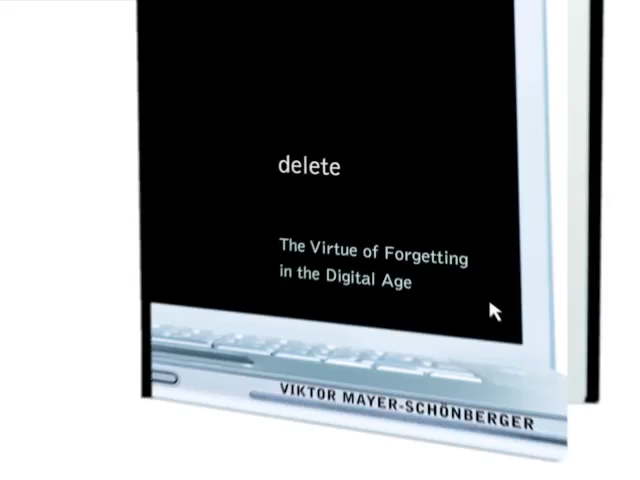 delete
The Virtue of Forgetting
in the Digital Age
VIKTOR MAYER-SCHÖNBERGER